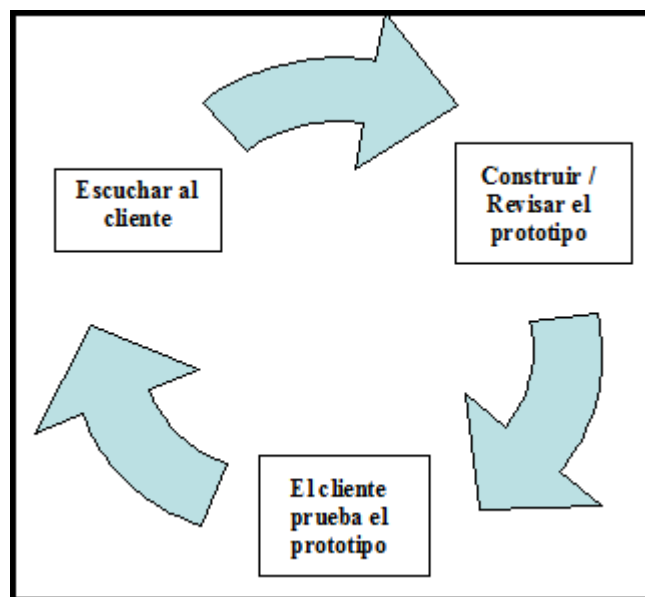 Escuchar al
cliente
Construir /
Revisar el
prototipo
El cliente
prueba el
prototipo